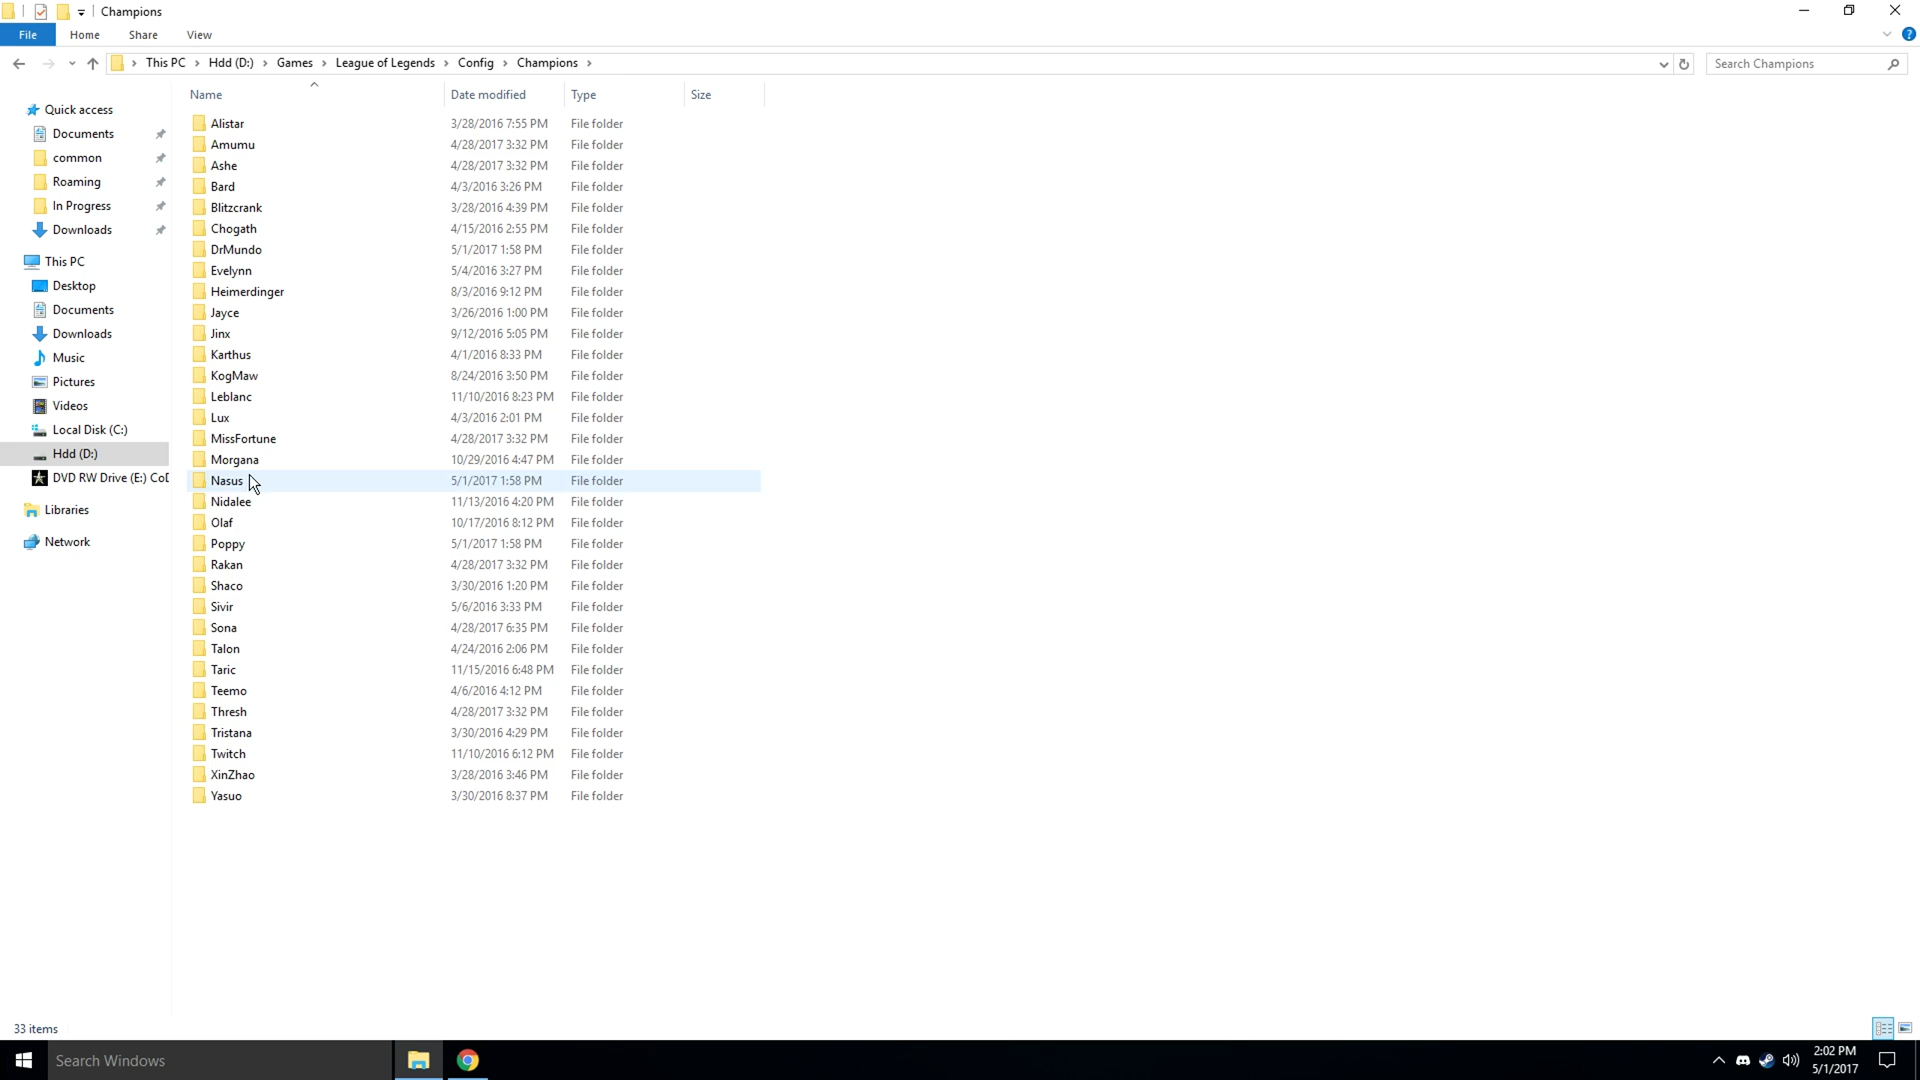 Champions
File Home Share View
This PC Hdd (D:) Games League of Legends Config Champions Search Champions
Name Date modified Type Size
Quick access
Documents
common
Roaming
In Progress
Downloads
This PC
Desktop
Documents
Downloads
Music
Pictures
Videos
Local Disk (C:)
Hdd (D:)
DVD RW Drive (E:) CoD
Libraries
Network
Alistar 3/28/2016 7:55 PM File folder
Amumu 4/28/2017 3:32 PM File folder
Ashe 4/28/2017 3:32 PM File folder
Bard 4/3/2016 3:26 PM File folder
Blitzcrank 3/28/2016 4:39 PM File folder
Chogath 4/15/2016 2:55 PM File folder
DrMundo 5/1/2017 1:58 PM File folder
Evelynn 5/4/2016 3:27 PM File folder
Heimerdinger 8/3/2016 9:12 PM File folder
Jayce 3/26/2016 1:00 PM File folder
Jinx 9/12/2016 5:05 PM File folder
Karthus 4/1/2016 8:33 PM File folder
KogMaw 8/24/2016 3:50 PM File folder
Leblanc 11/10/2016 8:23 PM File folder
Lux 4/3/2016 2:01 PM File folder
MissFortune 4/28/2017 3:32 PM File folder
Morgana 10/29/2016 4:47 PM File folder
Nasus 5/1/2017 1:58 PM File folder
Nidalee 11/13/2016 4:20 PM File folder
Olaf 10/17/2016 8:12 PM File folder
Poppy 5/1/2017 1:58 PM File folder
Rakan 4/28/2017 3:32 PM File folder
Shaco 3/30/2016 1:20 PM File folder
Sivir 5/6/2016 3:33 PM File folder
Sona 4/28/2017 6:35 PM File folder
Talon 4/24/2016 2:06 PM File folder
Taric 11/15/2016 6:48 PM File folder
Teemo 4/6/2016 4:12 PM File folder
Thresh 4/28/2017 3:32 PM File folder
Tristana 3/30/2016 4:29 PM File folder
Twitch 11/10/2016 6:12 PM File folder
XinZhao 3/28/2016 3:46 PM File folder
Yasuo 3/30/2016 8:37 PM File folder
33 items
Search Windows
2:02 PM
5/1/2017